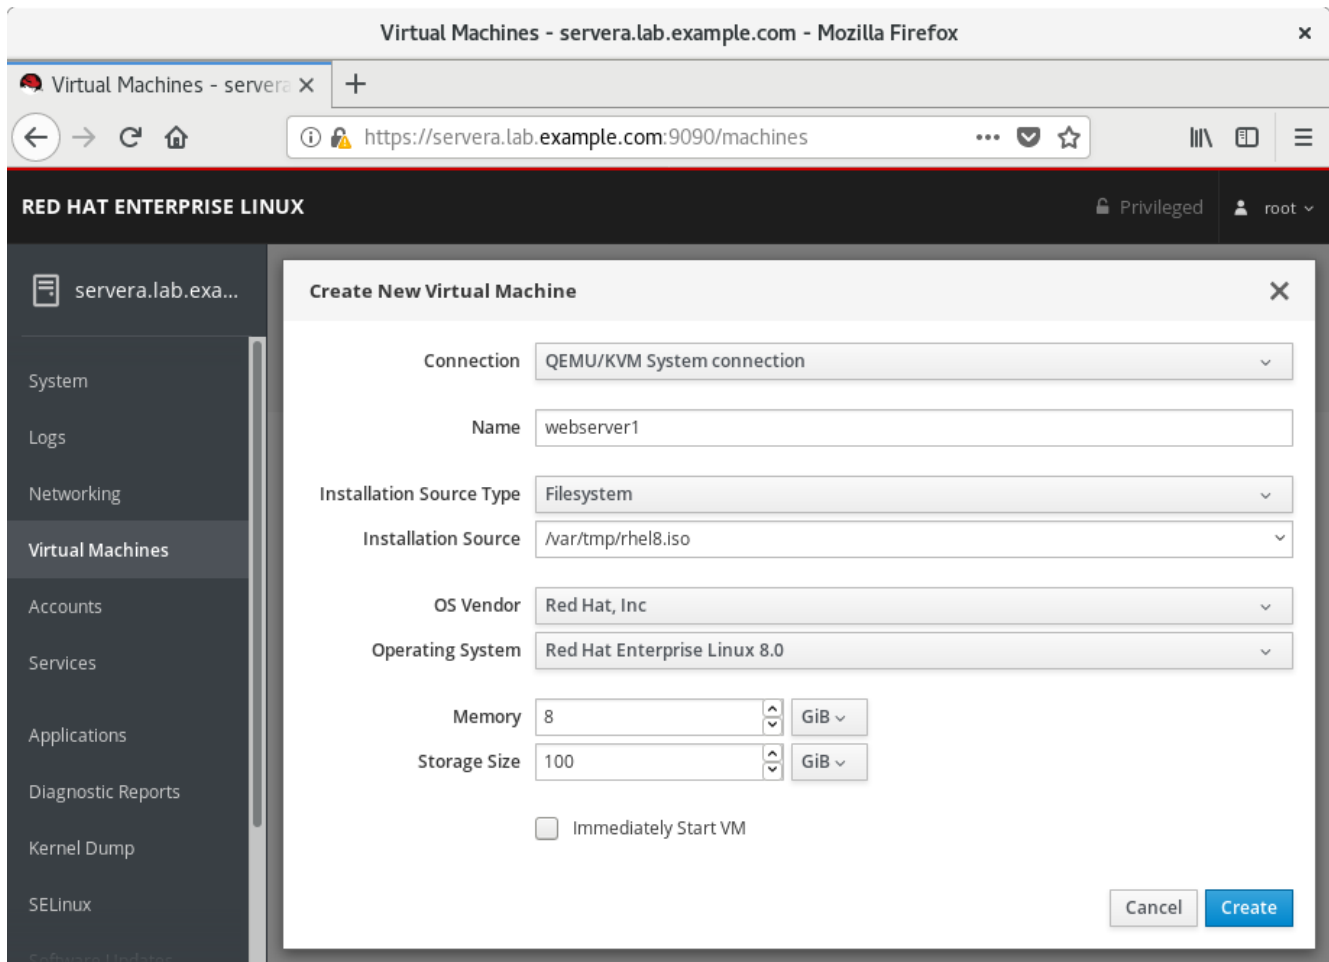 Virtual Machines - servera.lab.example.com - Mozilla Firefox
Virtual Machines - servera
https://servera.lab.example.com:9090/machines
RED HAT ENTERPRISE LINUX
Privileged
root
servera.lab.exa...
System
Logs
Networking
Virtual Machines
Accounts
Services
Applications
Diagnostic Reports
Kernel Dump
SELinux
Software Updates
Create New Virtual Machine
Connection QEMU/KVM System connection
Name webserver1
Installation Source Type Filesystem
Installation Source /var/tmp/rhel8.iso
OS Vendor Red Hat, Inc
Operating System Red Hat Enterprise Linux 8.0
Memory 8 GiB
Storage Size 100 GiB
Immediately Start VM
Cancel Create